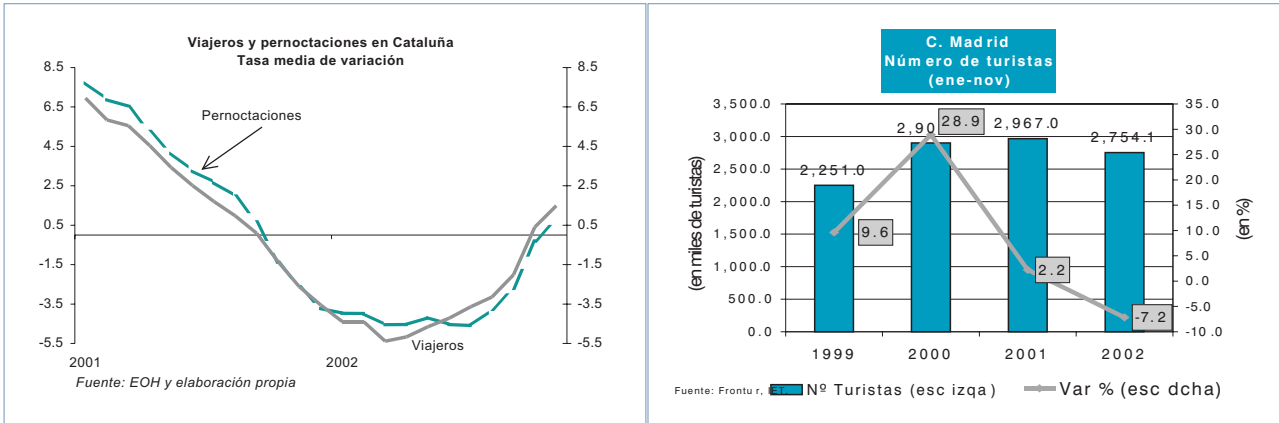 Viajeros y pernoctaciones en Cataluña
Tasa media de variación
8.5
6.5
4.5
2.5
0.5
-1.5
-3.5
-5.5
8.5
6.5
4.5
2.5
0.5
-1.5
-3.5
-5.5
Pernoctaciones
Viajeros
2001 2002
Fuente: EOH y elaboración propia
C. Madrid
Número de turistas
(ene-nov)
(en miles de turistas)
3,500.0
3,000.0
2,500.0
2,000.0
1,500.0
1,000.0
500.0
0.0
35.0
30.0
25.0
20.0
15.0
10.0
5.0
0.0
-5.0
-10.0
(en %)
2,251.0 2,90 2,967.0 2,754.1
9.6 28.9 2.2 -7.2
1999 2000 2001 2002
Fuente: Frontur, Nº Turistas (esc izqa) Var % (esc dcha)